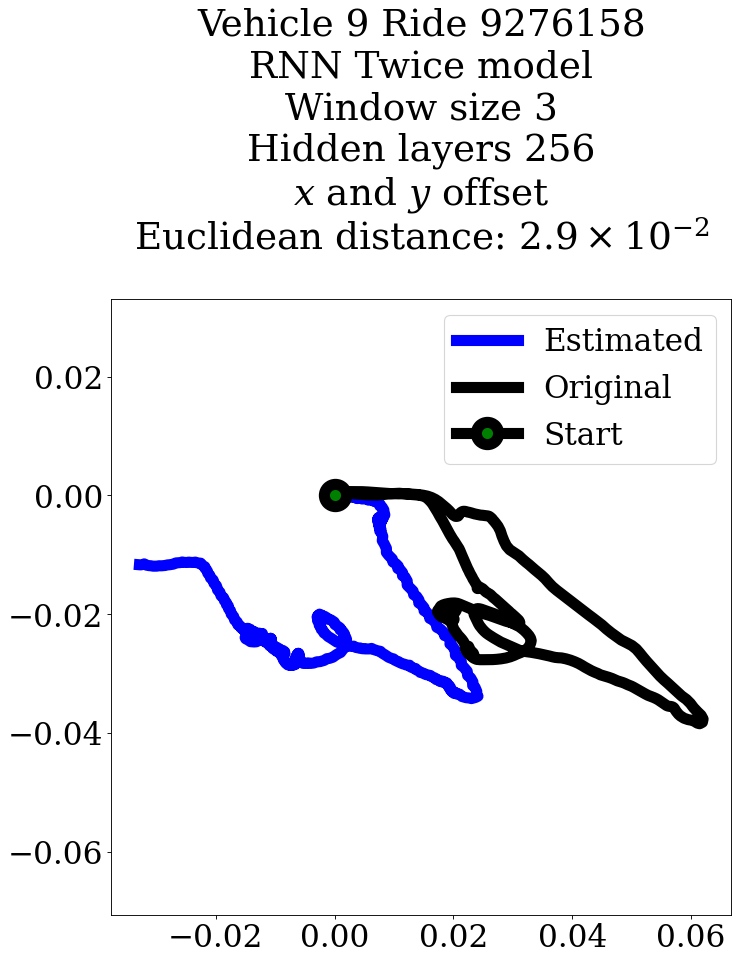 Vehicle 9 Ride 9276158
RNN Twice model
Window size 3
Hidden layers 256
x and y offset
Euclidean distance: 2.9 × 10⁻²
Estimated
Original
Start
0.02
0.00
−0.02
−0.04
−0.06
−0.02 0.00 0.02 0.04 0.06